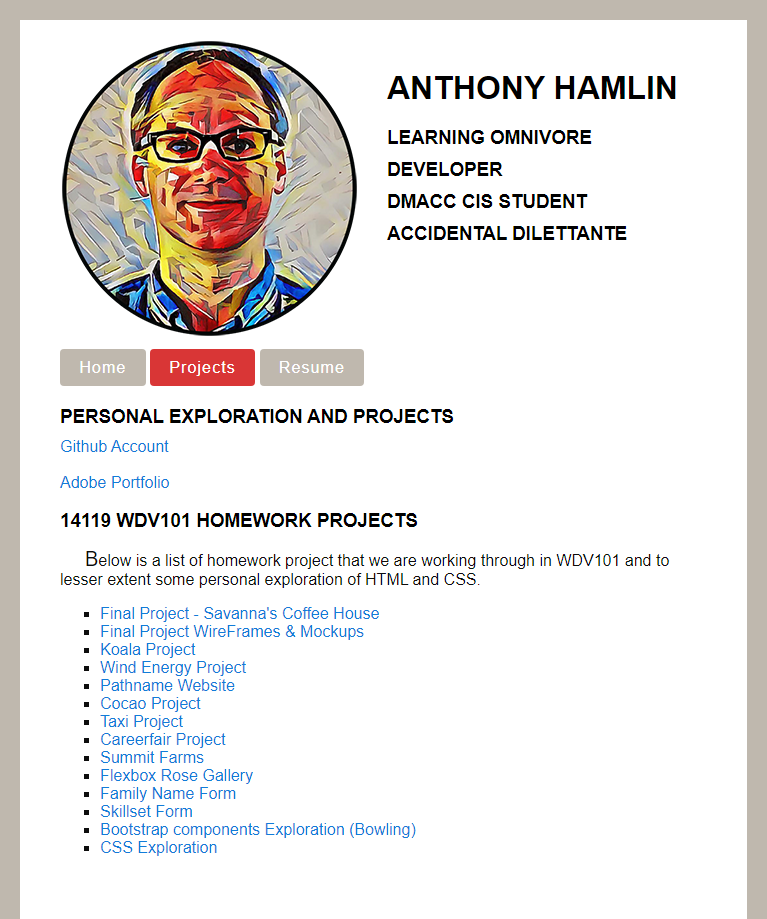 ANTHONY HAMLIN
LEARNING OMNIVORE
DEVELOPER
DMACC CIS STUDENT
ACCIDENTAL DILETTANTE
Home Projects Resume
PERSONAL EXPLORATION AND PROJECTS
Github Account
Adobe Portfolio
14119 WDV101 HOMEWORK PROJECTS
Below is a list of homework project that we are working through in WDV101 and to
lesser extent some personal exploration of HTML and CSS.
Final Project - Savanna's Coffee House
Final Project WireFrames & Mockups
Koala Project
Wind Energy Project
Pathname Website
Cocao Project
Taxi Project
Careerfair Project
Summit Farms
Flexbox Rose Gallery
Family Name Form
Skillset Form
Bootstrap components Exploration (Bowling)
CSS Exploration